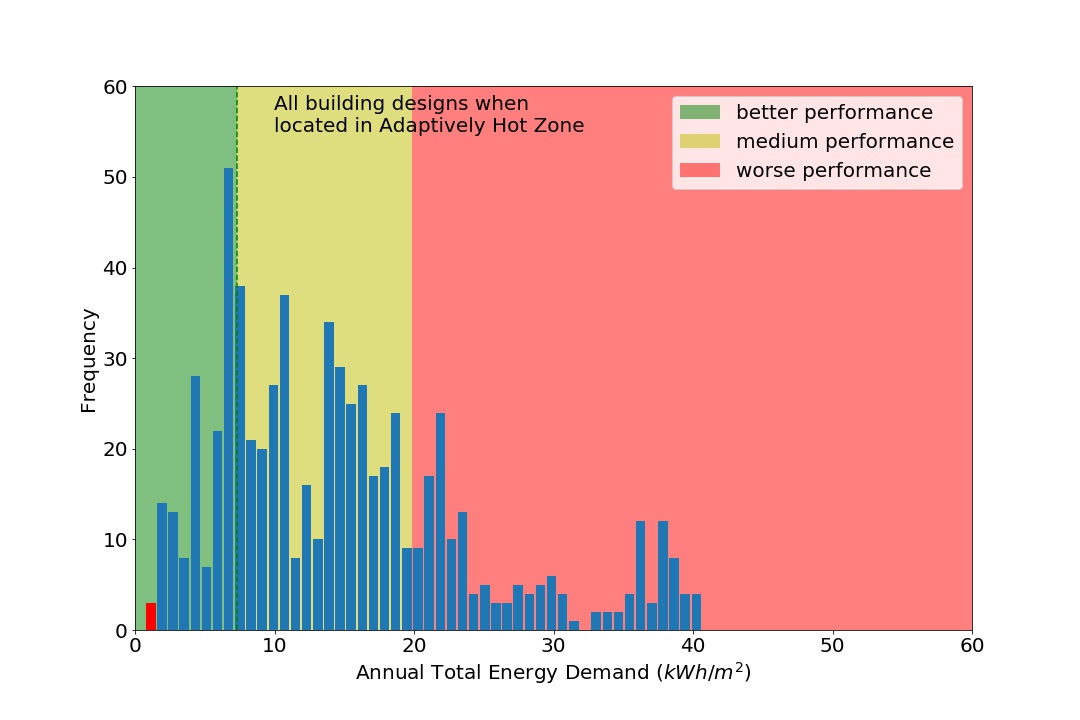 60
50
40
30
20
10
0
Frequency
All building designs when
located in Adaptively Hot Zone
better performance
medium performance
worse performance
0 10 20 30 40 50 60
Annual Total Energy Demand (kWh/m²)